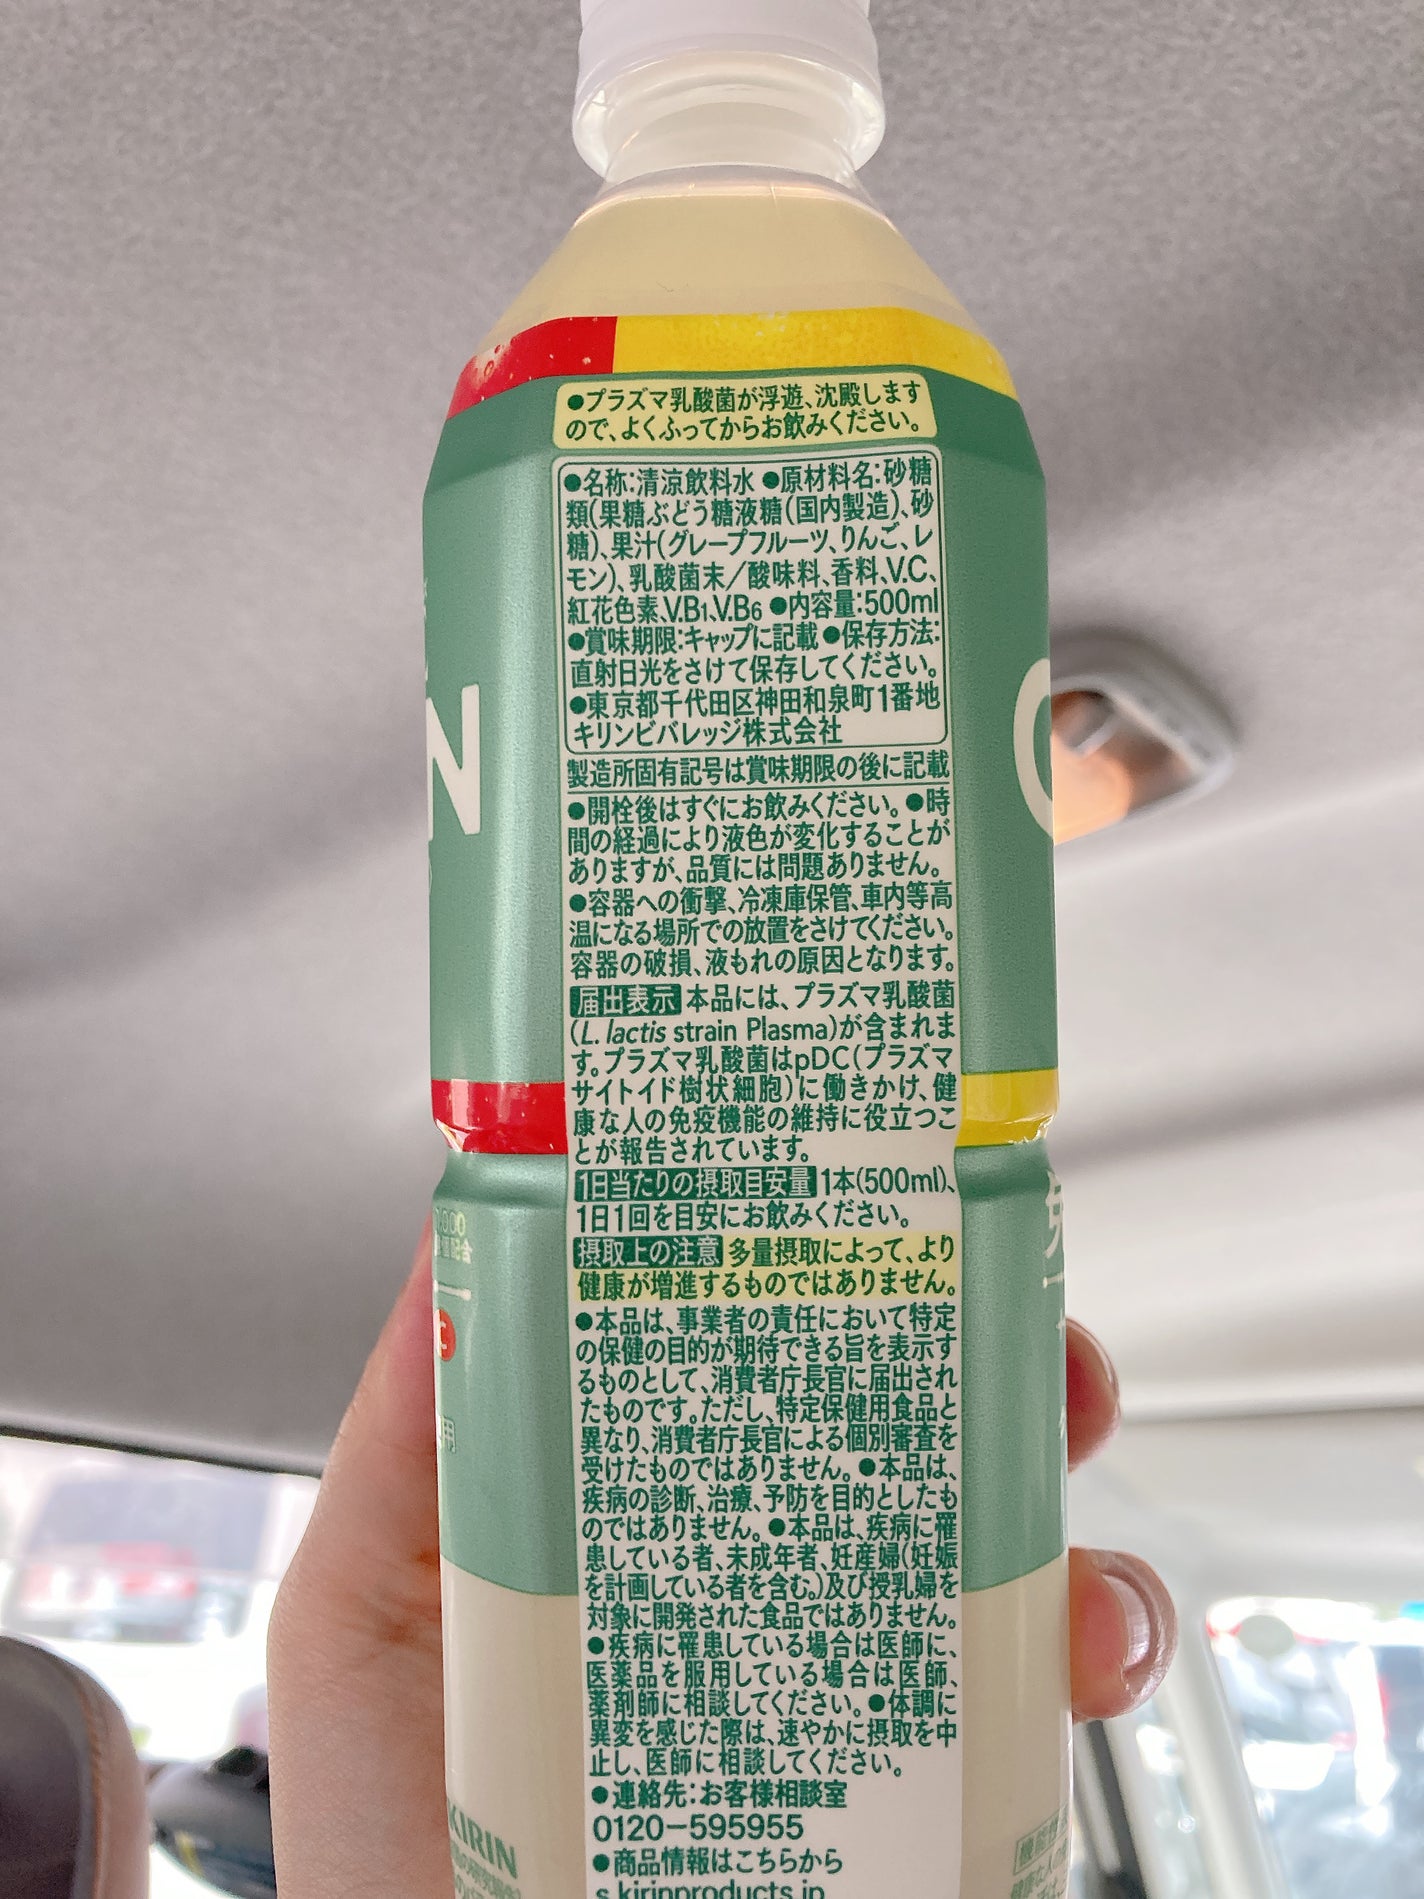 ●プラズマ乳酸菌が浮遊、沈殿します
ので、よくふってからお飲みください。
●名称:清涼飲料水 ●原材料名:砂糖
類(果糖ぶどう糖液糖(国内製造)、砂
糖)、果汁(グレープフルーツ、りんご、レ
モン)、乳酸菌末/酸味料、香料、V.C、
紅花色素、V.B1、V.B6 ●内容量:500ml
●賞味期限:キャップに記載 ●保存方法:
直射日光をさけて保存してください。
●東京都千代田区神田和泉町1番地
キリンビバレッジ株式会社
製造所固有記号は賞味期限の後に記載
●開栓後はすぐにお飲みください。●時
間の経過により液色が変化することが
ありますが、品質には問題ありません。
●容器への衝撃、冷凍庫保管、車内等高
温になる場所での放置をさけてください。
容器の破損、液もれの原因となります。
届出表示 本品には、プラズマ乳酸菌
(L. lactis strain Plasma)が含まれま
す。プラズマ乳酸菌はpDC(プラズマ
サイトイド樹状細胞)に働きかけ、健
康な人の免疫機能の維持に役立つこ
とが報告されています。
1日当たりの摂取目安量 1本(500ml)、
1日1回を目安にお飲みください。
摂取上の注意 多量摂取によって、より
健康が増進するものではありません。
●本品は、事業者の責任において特定
の保健の目的が期待できる旨を表示す
るものとして、消費者庁長官に届出され
たものです。ただし、特定保健用食品と
異なり、消費者庁長官による個別審査を
受けたものではありません。●本品は、
疾病の診断、治療、予防を目的としたも
のではありません。●本品は、疾病に罹
患している者、未成年者、妊産婦(妊娠
を計画している者を含む。)及び授乳婦を
対象に開発された食品ではありません。
●疾病に罹患している場合は医師に、
医薬品を服用している場合は医師、
薬剤師に相談してください。●体調に
異変を感じた際は、速やかに摂取を中
止し、医師に相談してください。
●連絡先:お客様相談室
0120-595955
●商品情報はこちらから
s.kirinproducts.jp
N
C
KIRIN